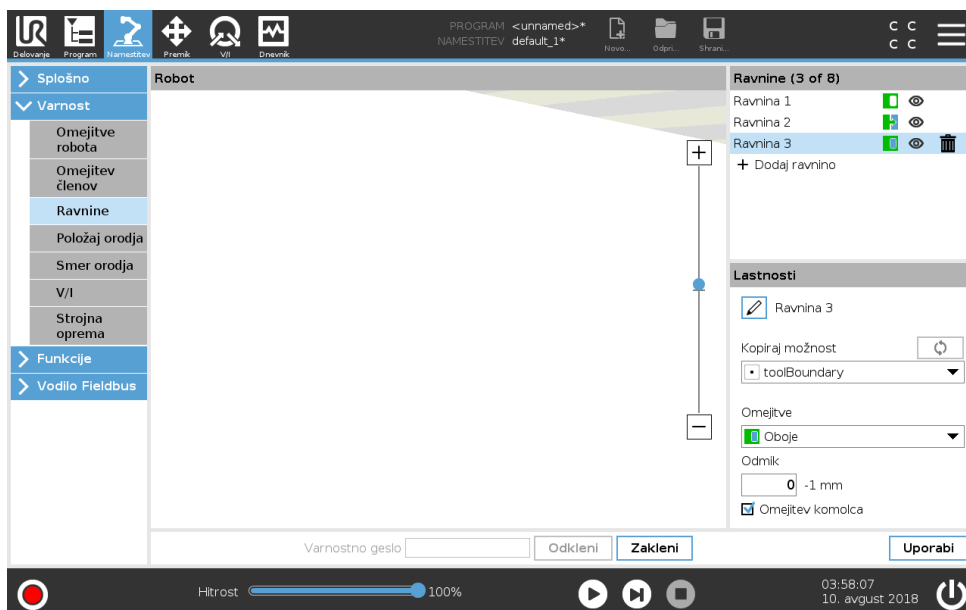 PROGRAM <unnamed>*
NAMESTITEV default_1*
Delovanje Program Namestitev Premik V/I Dnevnik
Novo... Odpri... Shrani...
C C
C C
Splošno
Varnost
Omejitve robota
Omejitev členov
Ravnine
Položaj orodja
Smer orodja
V/I
Strojna oprema
Funkcije
Vodilo Fieldbus
Robot
Ravnine (3 of 8)
Ravnina 1
Ravnina 2
Ravnina 3
+ Dodaj ravnino
Lastnosti
Ravnina 3
Kopiraj možnost
toolBoundary
Omejitve
Oboje
Odmik
0 -1 mm
Omejitev komolca
Varnostno geslo Odkleni Zakleni Uporabi
Hitrost 100%
03:58:07
10. avgust 2018